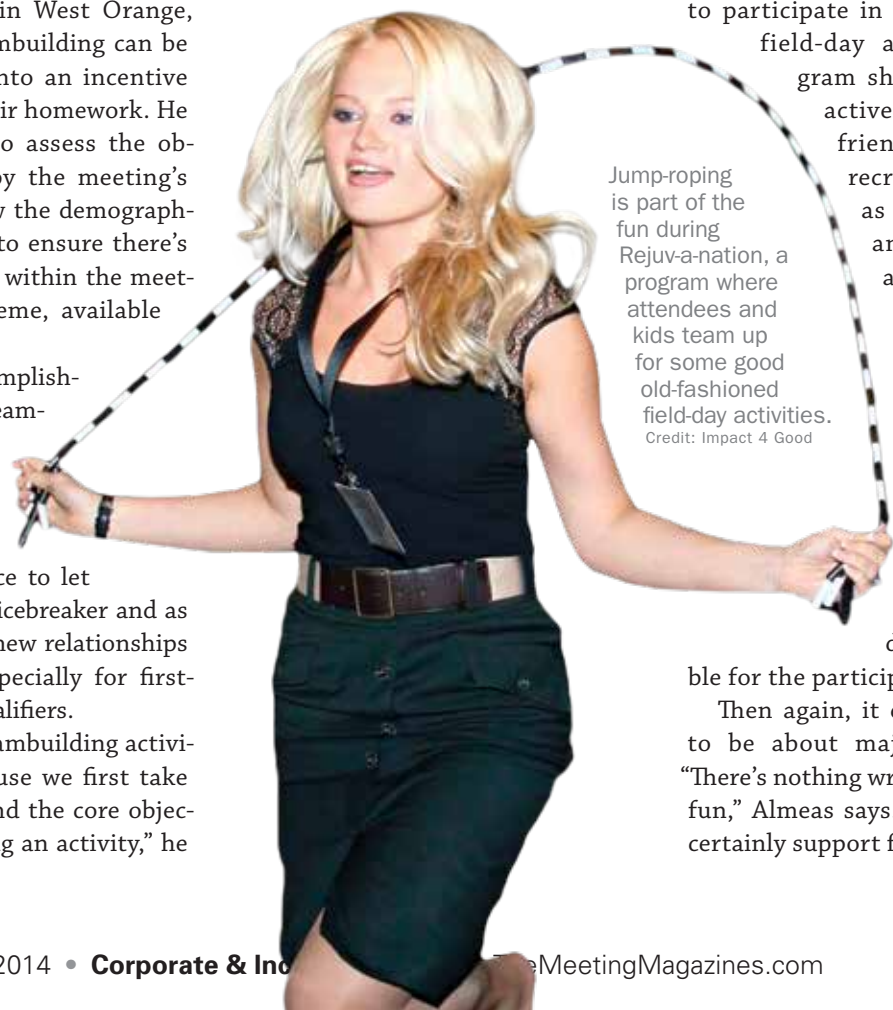 in West Orange,
mbuilding can be
nto an incentive
ir homework. He
o assess the ob-
by the meeting's
the demograph-
to ensure there's
within the meet-
eme, available
mplish-
eam-
ce to let
icebreaker and as
new relationships
pecially for first-
alifiers.
ambuilding activi-
use we first take
nd the core objec-
g an activity,” he
Jump-roping
is part of the
fun during
Rejuv-a-nation, a
program where
attendees and
kids team up
for some good
old-fashioned
field-day activities.
Credit: Impact 4 Good
to participate in
field-day a
gram sh
active
frien
recr
as
ar
a
d
ble for the particip
Then again, it
to be about maj
“There's nothing wr
fun,” Almeas says
certainly support f
2014 • Corporate & Inc eMeetingMagazines.com